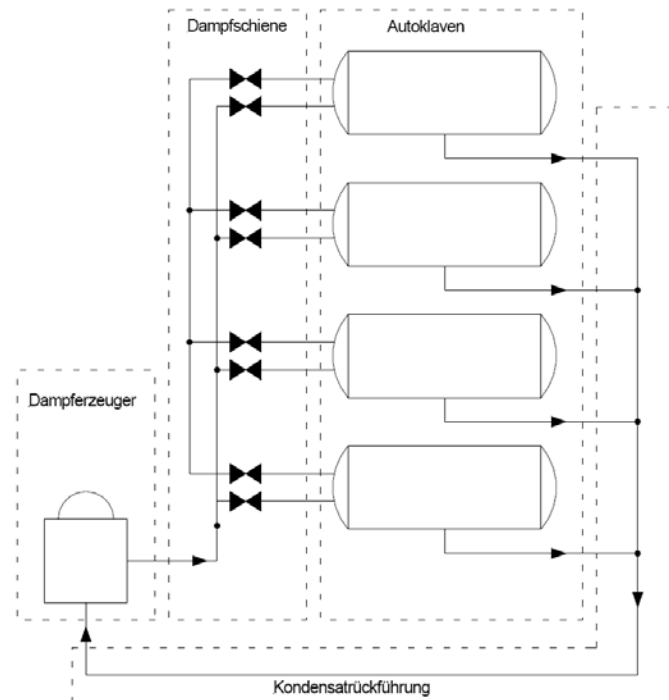 Dampfschiene
Autoklaven
Dampferzeuger
Kondensatrückführung